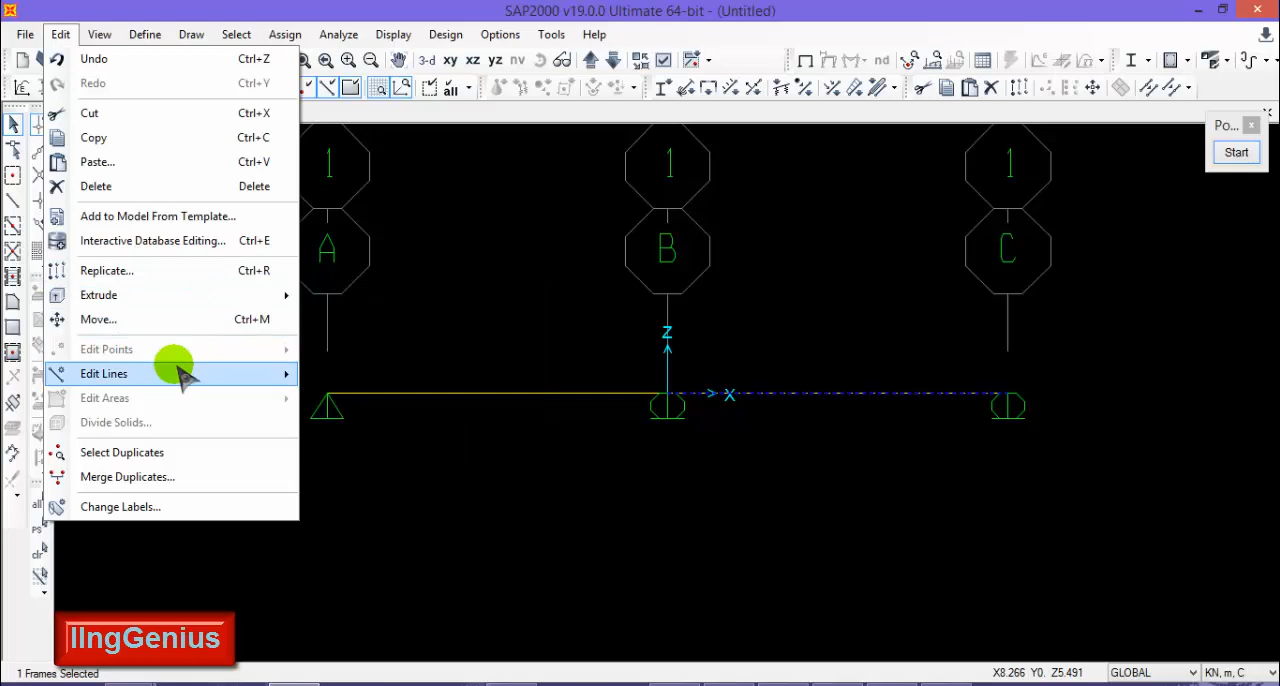 SAP2000 v19.0.0 Ultimate 64-bit - (Untitled)
File Edit View Define Draw Select Assign Analyze Display Design Options Tools Help
Undo Ctrl+Z
Redo Ctrl+Y
Cut Ctrl+X
Copy Ctrl+C
Paste... Ctrl+V
Delete Delete
Add to Model From Template...
Interactive Database Editing... Ctrl+E
Replicate... Ctrl+R
Extrude
Move... Ctrl+M
Edit Points
Edit Lines
Edit Areas
Divide Solids...
Select Duplicates
Merge Duplicates...
Change Labels...
3-d xy xz yz nv
nd
all
Po... x
Start
1 1 1
A B C
Z
X
all
PS
clr
IIngGenius
1 Frames Selected
X8.266 Y0. Z5.491
GLOBAL
KN, m, C